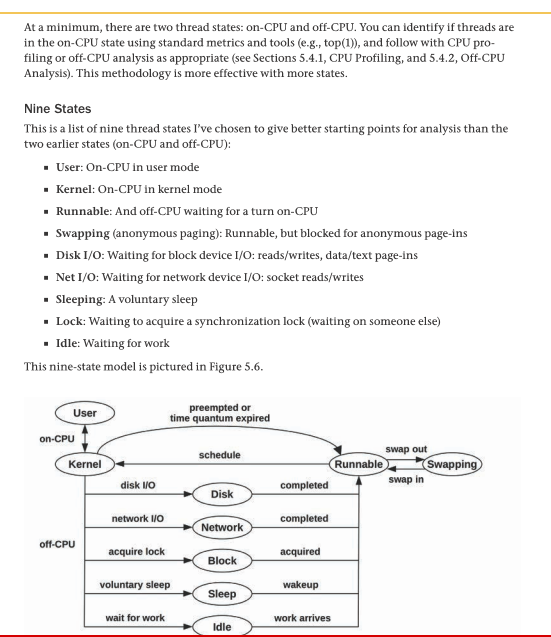 At a minimum, there are two thread states: on-CPU and off-CPU. You can identify if threads are
in the on-CPU state using standard metrics and tools (e.g., top(1)), and follow with CPU pro-
filing or off-CPU analysis as appropriate (see Sections 5.4.1, CPU Profiling, and 5.4.2, Off-CPU
Analysis). This methodology is more effective with more states.
Nine States
This is a list of nine thread states I've chosen to give better starting points for analysis than the
two earlier states (on-CPU and off-CPU):
▪ User: On-CPU in user mode
▪ Kernel: On-CPU in kernel mode
▪ Runnable: And off-CPU waiting for a turn on-CPU
▪ Swapping (anonymous paging): Runnable, but blocked for anonymous page-ins
▪ Disk I/O: Waiting for block device I/O: reads/writes, data/text page-ins
▪ Net I/O: Waiting for network device I/O: socket reads/writes
▪ Sleeping: A voluntary sleep
▪ Lock: Waiting to acquire a synchronization lock (waiting on someone else)
▪ Idle: Waiting for work
This nine-state model is pictured in Figure 5.6.
User
preempted or
time quantum expired
on-CPU
Kernel
schedule
Runnable
swap out
swap in
Swapping
disk I/O
Disk
completed
network I/O
Network
completed
off-CPU
acquire lock
Block
acquired
voluntary sleep
Sleep
wakeup
wait for work
Idle
work arrives